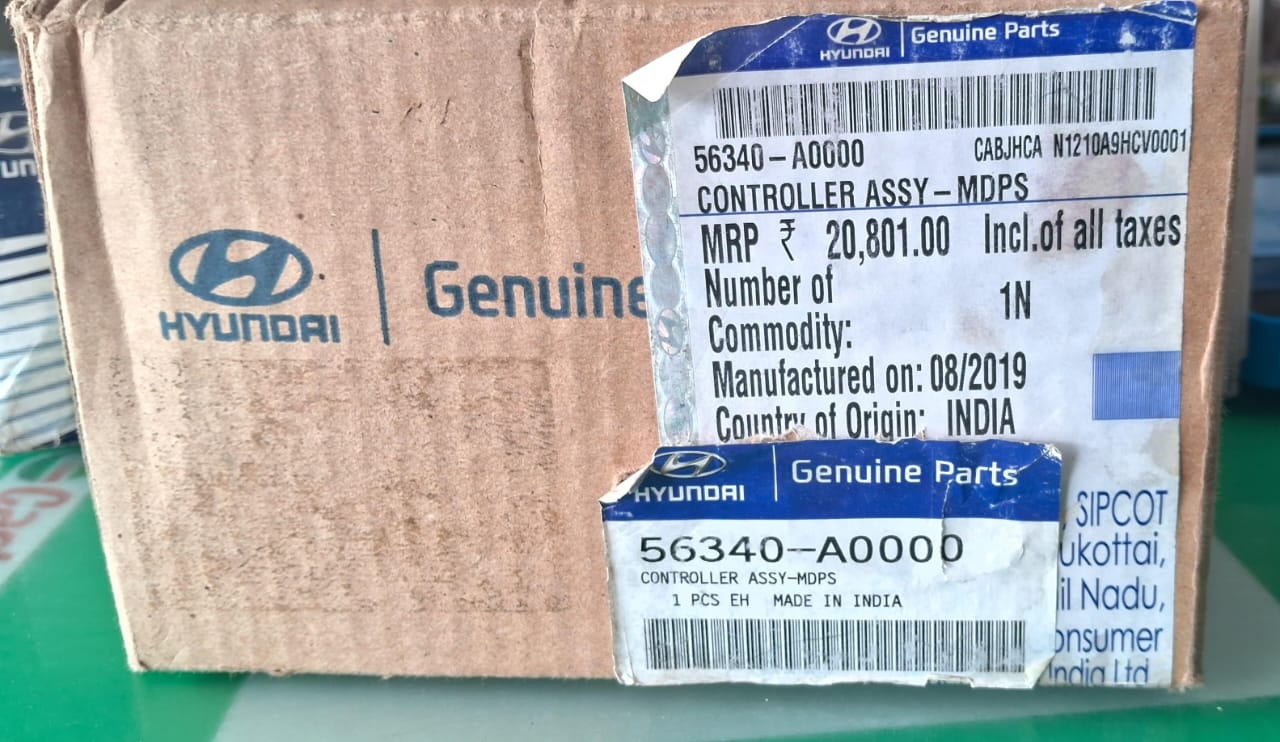 HYUNDAI
Genuine
HYUNDAI Genuine Parts
56340-A0000 CABJHCA N1210A9HCV0001
CONTROLLER ASSY-MDPS
MRP ₹ 20,801.00 Incl.of all taxes
Number of
Commodity: 1N
Manufactured on: 08/2019
Country of Origin: INDIA
HYUNDAI Genuine Parts
56340-A0000
CONTROLLER ASSY-MDPS
1 PCS EH MADE IN INDIA
, SIPCOT
ukottai,
il Nadu,
onsumer
India Ltd